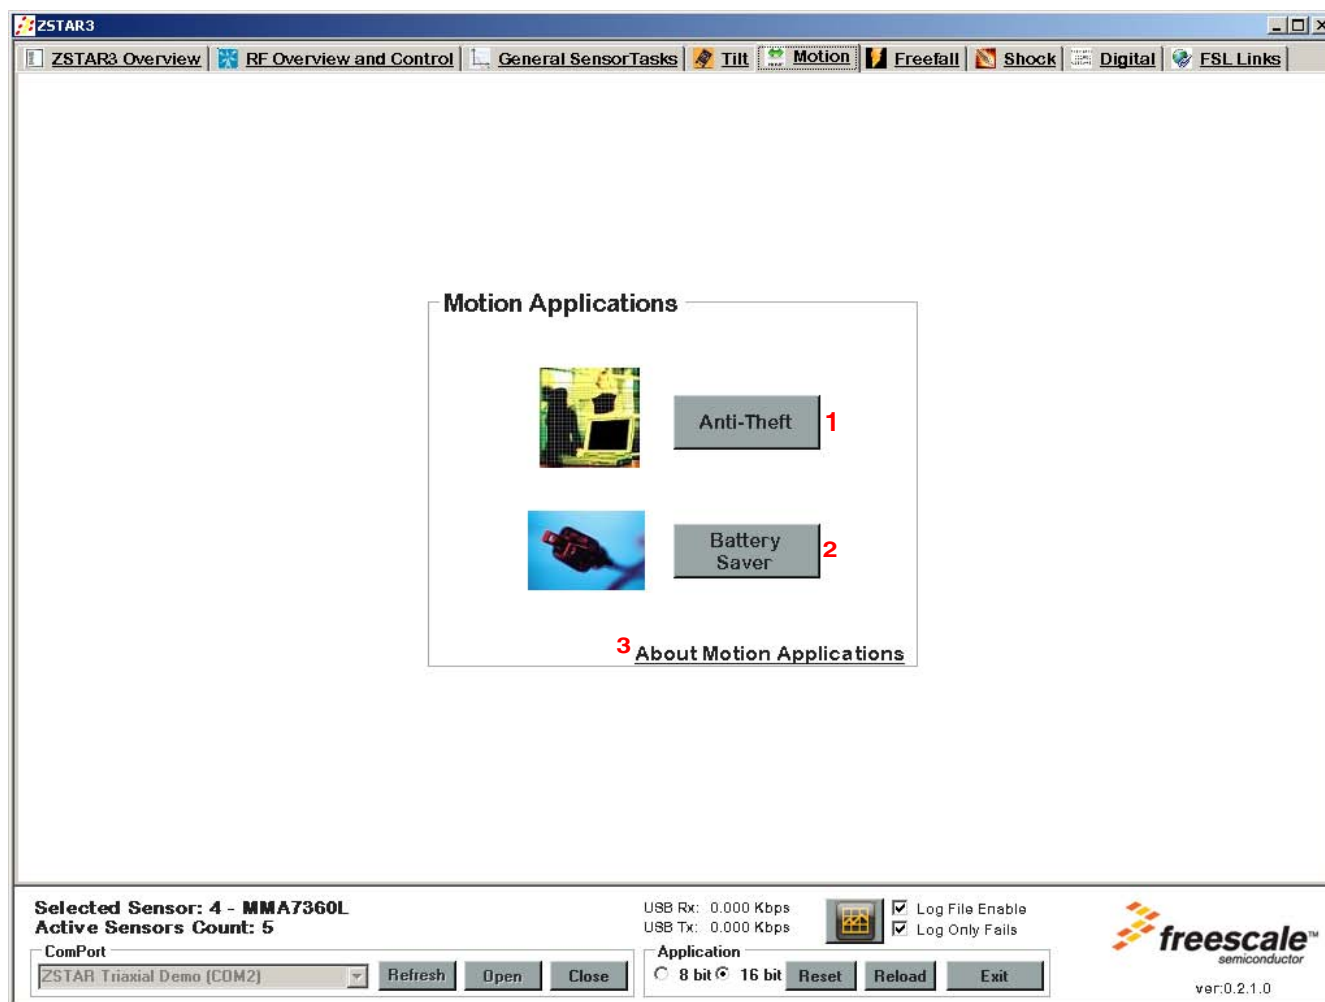 ZSTAR3
ZSTAR3 Overview RF Overview and Control General SensorTasks Tilt Motion Freefall Shock Digital FSL Links
Motion Applications
Anti-Theft 1
Battery
Saver 2
3 About Motion Applications
Selected Sensor: 4 - MMA7360L
Active Sensors Count: 5
ComPort
ZSTAR Triaxial Demo (COM2) Refresh Open Close
USB Rx: 0.000 Kbps
USB Tx: 0.000 Kbps
Log File Enable
Log Only Fails
Application
8 bit 16 bit Reset Reload Exit
freescale™
semiconductor
ver:0.2.1.0